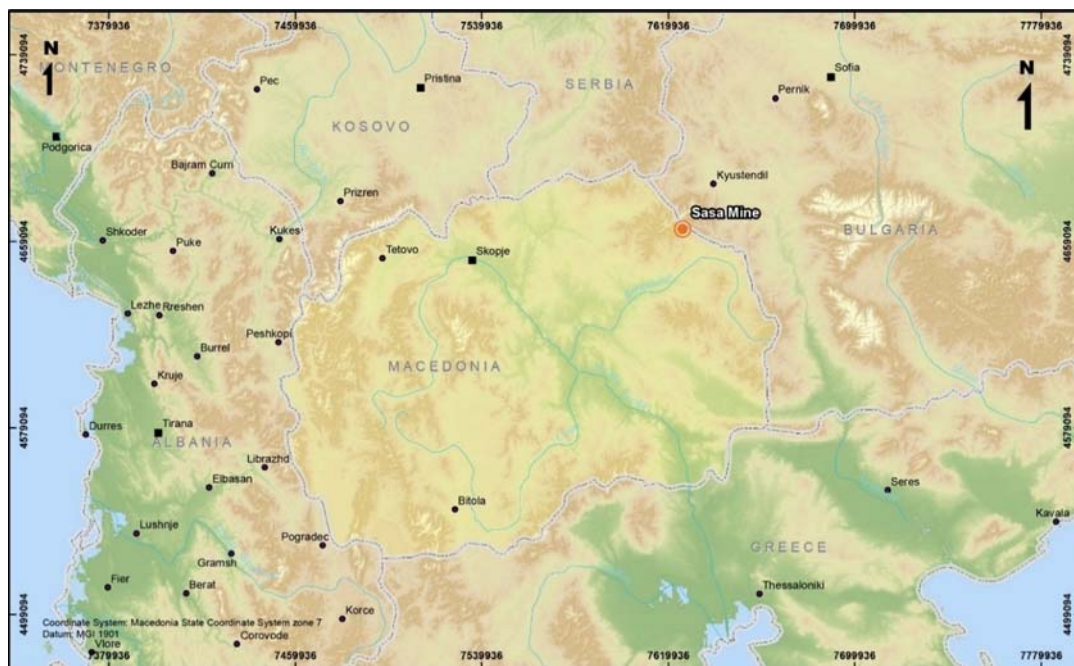 7379936
7459936
7539936
7619936
7699936
7779936
4739094
4739094
N
N
MONTENEGRO
SERBIA
Sofia
Pec
Pristina
Pernik
KOSOVO
Podgorica
Bajram Curri
Kyustendil
Prizren
Sasa Mine
BULGARIA
Shkoder
Kukes
Puke
Tetovo
Skopje
4659094
4659094
Lezhe
Rreshen
Peshkopi
Burrel
MACEDONIA
Kruje
Durres
Tirana
ALBANIA
4579094
4579094
Librazhd
Elbasan
Seres
Bitola
Kavala
Lushnje
Pogradec
GREECE
Gramsh
Fier
Berat
Thessaloniki
Korce
4499094
4499094
Coordinate System: Macedonia State Coordinate System zone 7
Datum: MGI 1901
Corovode
Vlore
7379936
7459936
7539936
7619936
7699936
7779936